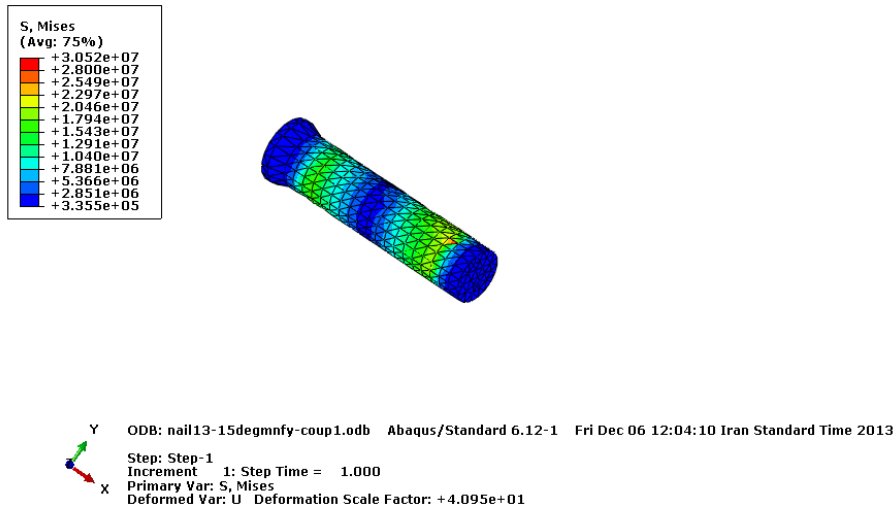 S, Mises
(Avg: 75%)
+3.052e+07
+2.800e+07
+2.549e+07
+2.297e+07
+2.046e+07
+1.794e+07
+1.543e+07
+1.291e+07
+1.040e+07
+7.881e+06
+5.366e+06
+2.851e+06
+3.355e+05
Y
X
ODB: nail13-15degmnfy-coup1.odb Abaqus/Standard 6.12-1 Fri Dec 06 12:04:10 Iran Standard Time 2013
Step: Step-1
Increment 1: Step Time = 1.000
Primary Var: S, Mises
Deformed Var: U Deformation Scale Factor: +4.095e+01